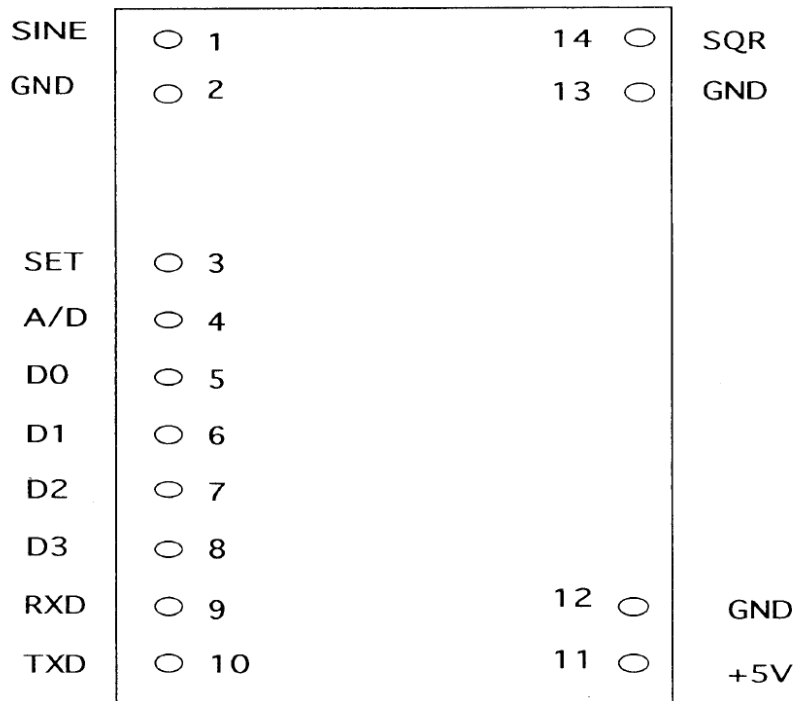 SINE 1 14 SQR
GND 2 13 GND
SET 3
A/D 4
D0 5
D1 6
D2 7
D3 8
RXD 9 12 GND
TXD 10 11 +5V